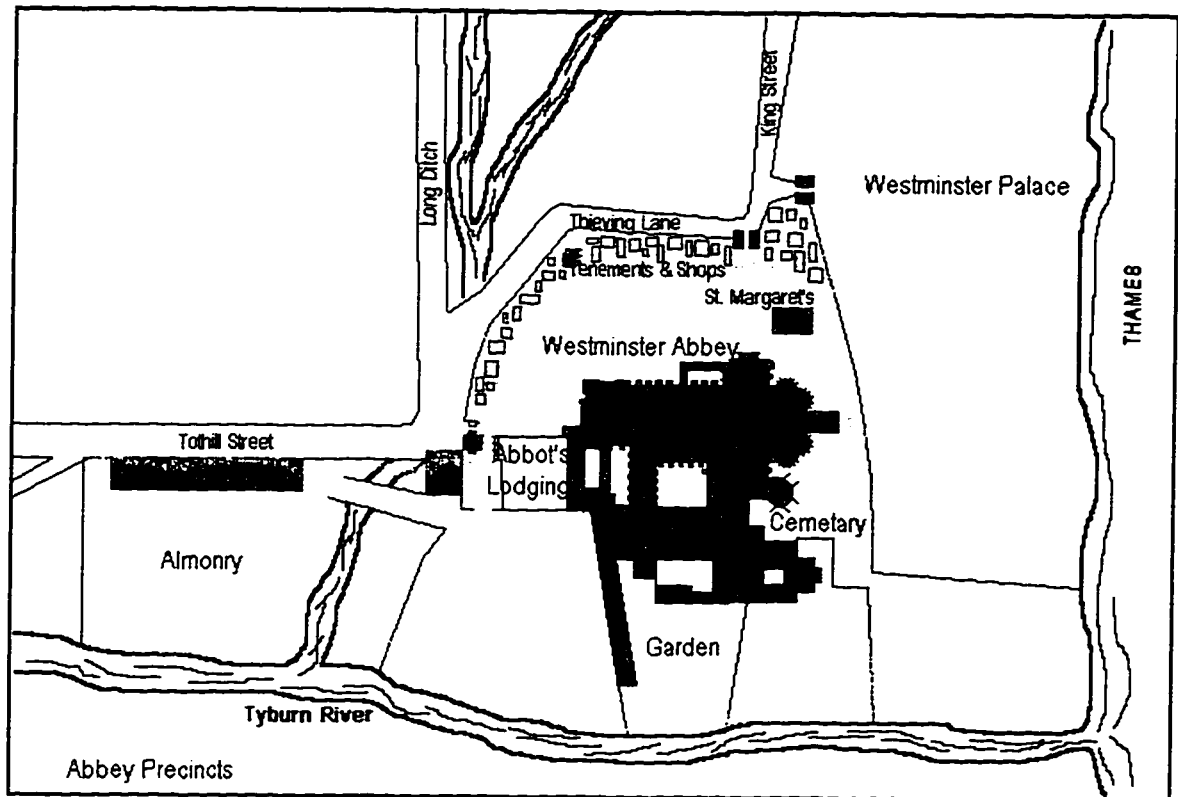 King Street
Long Ditch
Westminster Palace
Thieving Lane
Tenements & Shops
St. Margaret's
THAMES
Westminster Abbey
Tothill Street
Abbot's
Lodging
Cemetary
Almonry
Garden
Tyburn River
Abbey Precincts